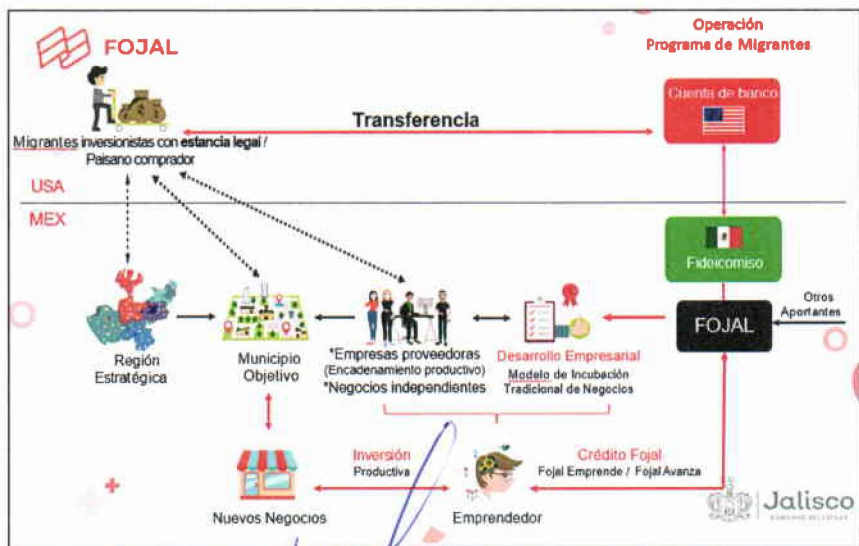 FOJAL
Operación
Programa de Migrantes
Cuenta de banco
Transferencia
Migrantes inversionistas con estancia legal /
Paisano comprador
USA
MEX
Fideicomiso
Otros
Aportantes
FOJAL
Región
Estratégica
Municipio
Objetivo
*Empresas proveedoras
(Encadenamiento productivo)
*Negocios independientes
Desarrollo Empresarial
Modelo de Incubación
Tradicional de Negocios
Inversión
Productiva
Crédito Fojal
Fojal Emprende / Fojal Avanza
Nuevos Negocios
Emprendedor
Jalisco